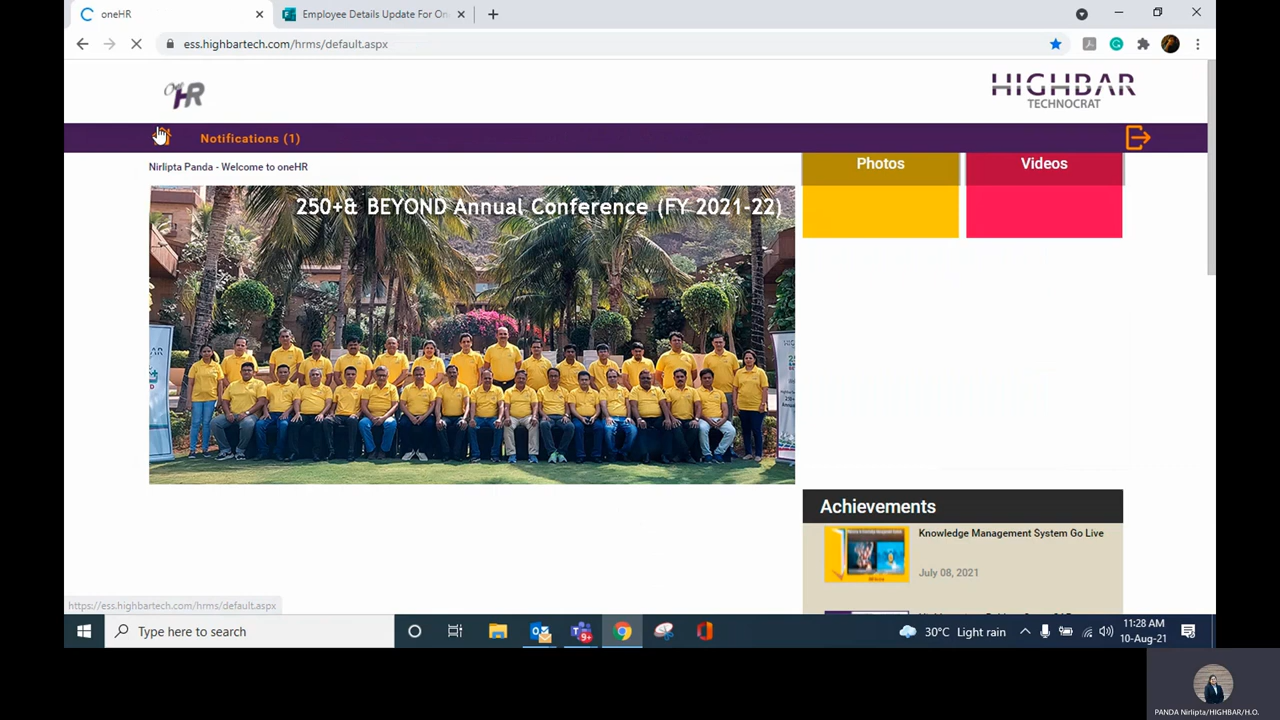 oneHR
Employee Details Update For On
ess.highbartech.com/hrms/default.aspx
one HR
HIGHBAR
TECHNOCRAT
Notifications (1)
Nirlipta Panda - Welcome to oneHR
Photos
Videos
250+& BEYOND Annual Conference (FY 2021-22)
Achievements
Knowledge Management System Go Live
July 08, 2021
https://ess.highbartech.com/hrms/default.aspx
Type here to search
9+
30°C Light rain
11:28 AM
10-Aug-21
PANDA Nirlipta/HIGHBAR/H.O.